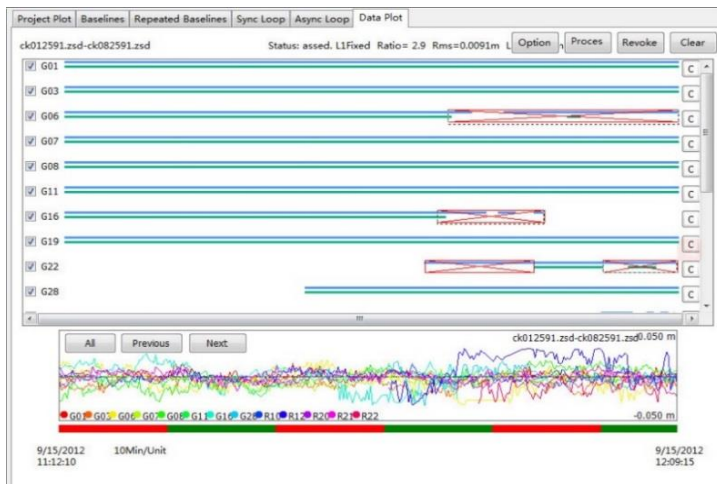 Project Plot Baselines Repeated Baselines Sync Loop Async Loop Data Plot
ck012591.zsd-ck082591.zsd Status: assed. L1Fixed Ratio= 2.9 Rms=0.0091m L Option n Proces Revoke Clear
G01 C
G03 C
G06 C
G07 C
G08 C
G11 C
G16 C
G19 C
G22 C
G28 C
All Previous Next ck012591.zsd-ck082591.zsd 0.050 m
G01 G03 G06 G07 G08 G11 G16 G28 R10 R12 R20 R21 R22 -0.050 m
9/15/2012 10Min/Unit 9/15/2012
11:12:10 12:09:15